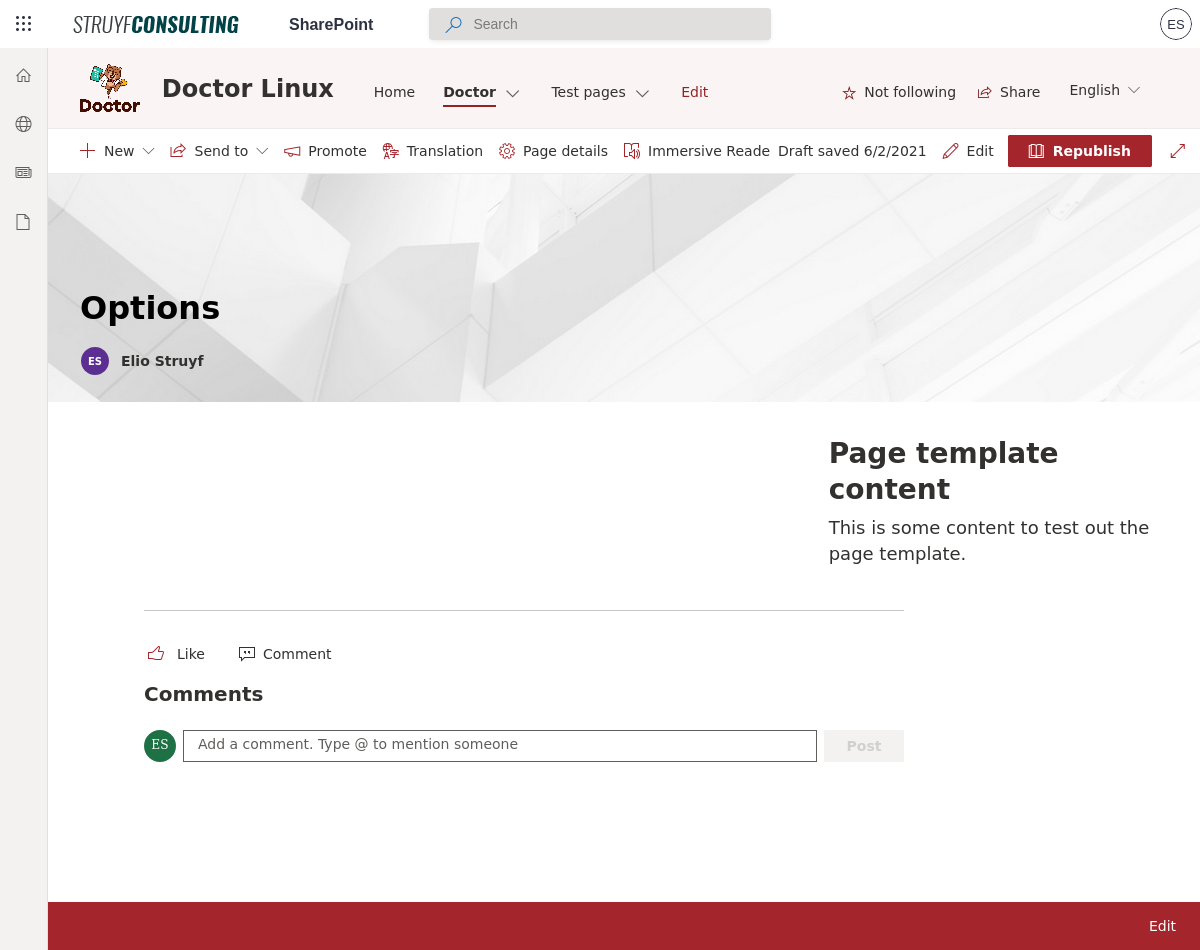 STRUYFCONSULTING SharePoint Search ES
Doctor Doctor Linux Home Doctor Test pages Edit Not following Share English
New Send to Promote Translation Page details Immersive Reade Draft saved 6/2/2021 Edit Republish
Options
ES Elio Struyf
Page template
content
This is some content to test out the
page template.
Like Comment
Comments
ES Add a comment. Type @ to mention someone Post
Edit